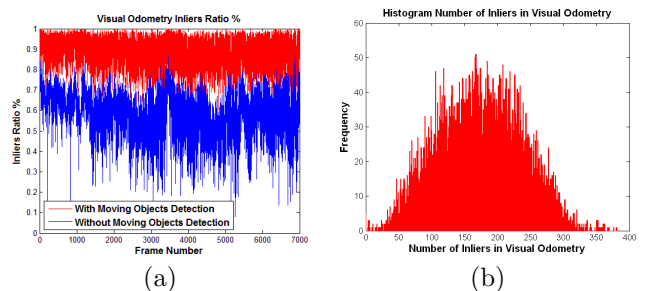 Visual Odometry Inliers Ratio %
Inliers Ratio %
1
0.9
0.8
0.7
0.6
0.5
0.4
0.3
0.2
0.1
0
With Moving Objects Detection
Without Moving Objects Detection
0 1000 2000 3000 4000 5000 6000 7000
Frame Number
(a)
Histogram Number of Inliers in Visual Odometry
Frequency
60
50
40
30
20
10
0
0 50 100 150 200 250 300 350 400
Number of Inliers in Visual Odometry
(b)